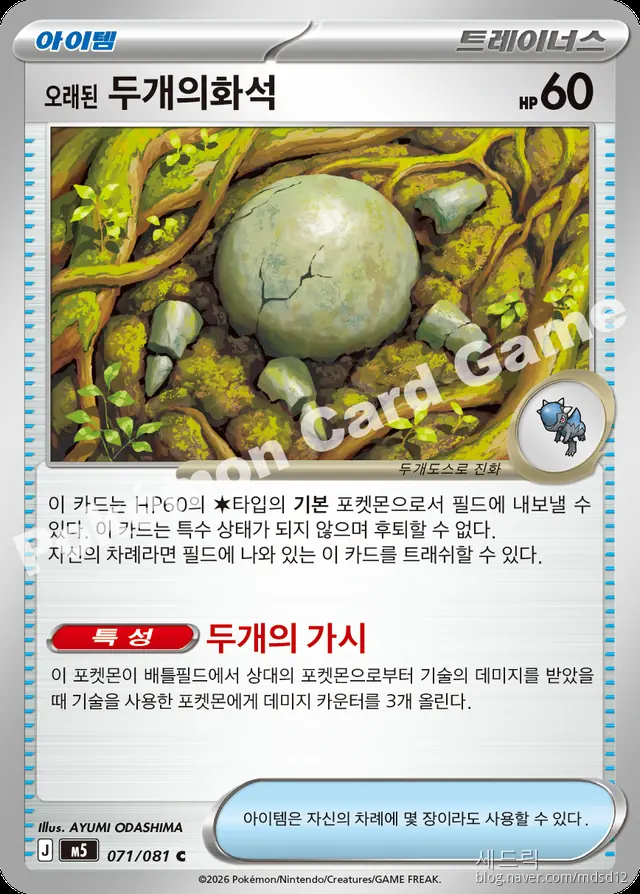 아이템
트레이너스
오래된 두개의화석
HP 60
두개도스로 진화
이 카드는 HP60의 타입의 기본 포켓몬으로서 필드에 내보낼 수
있다. 이 카드는 특수 상태가 되지 않으며 후퇴할 수 없다.
자신의 차례라면 필드에 나와 있는 이 카드를 트래쉬할 수 있다.
특성 두개의 가시
이 포켓몬이 배틀필드에서 상대의 포켓몬으로부터 기술의 데미지를 받았을
때 기술을 사용한 포켓몬에게 데미지 카운터를 3개 올린다.
Pokémon Card Game
아이템은 자신의 차례에 몇 장이라도 사용할 수 있다.
Illus. AYUMI ODASHIMA
J M5 071/081 C
©2026 Pokémon/Nintendo/Creatures/GAME FREAK.
세드릭
blog.naver.com/mdsd12